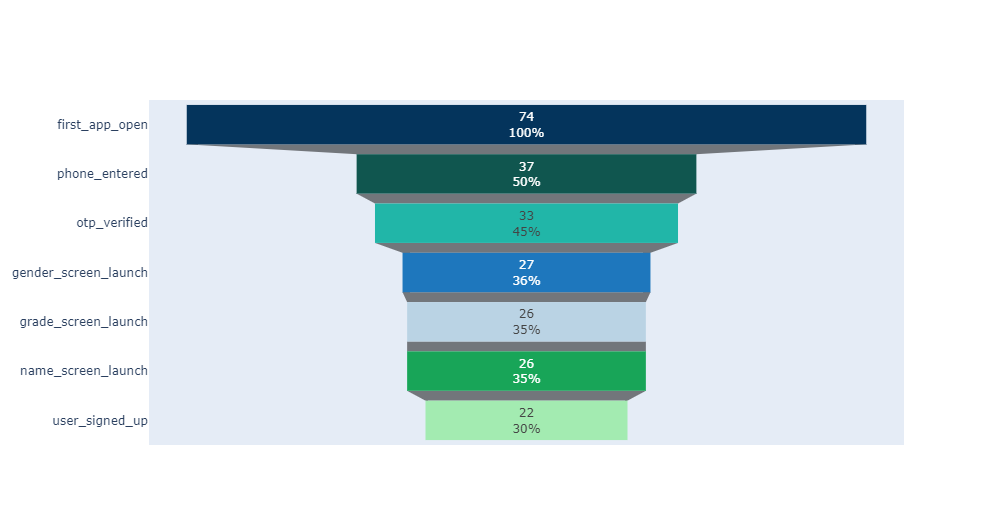 first_app_open
74
100%
phone_entered
37
50%
otp_verified
33
45%
gender_screen_launch
27
36%
grade_screen_launch
26
35%
name_screen_launch
26
35%
user_signed_up
22
30%